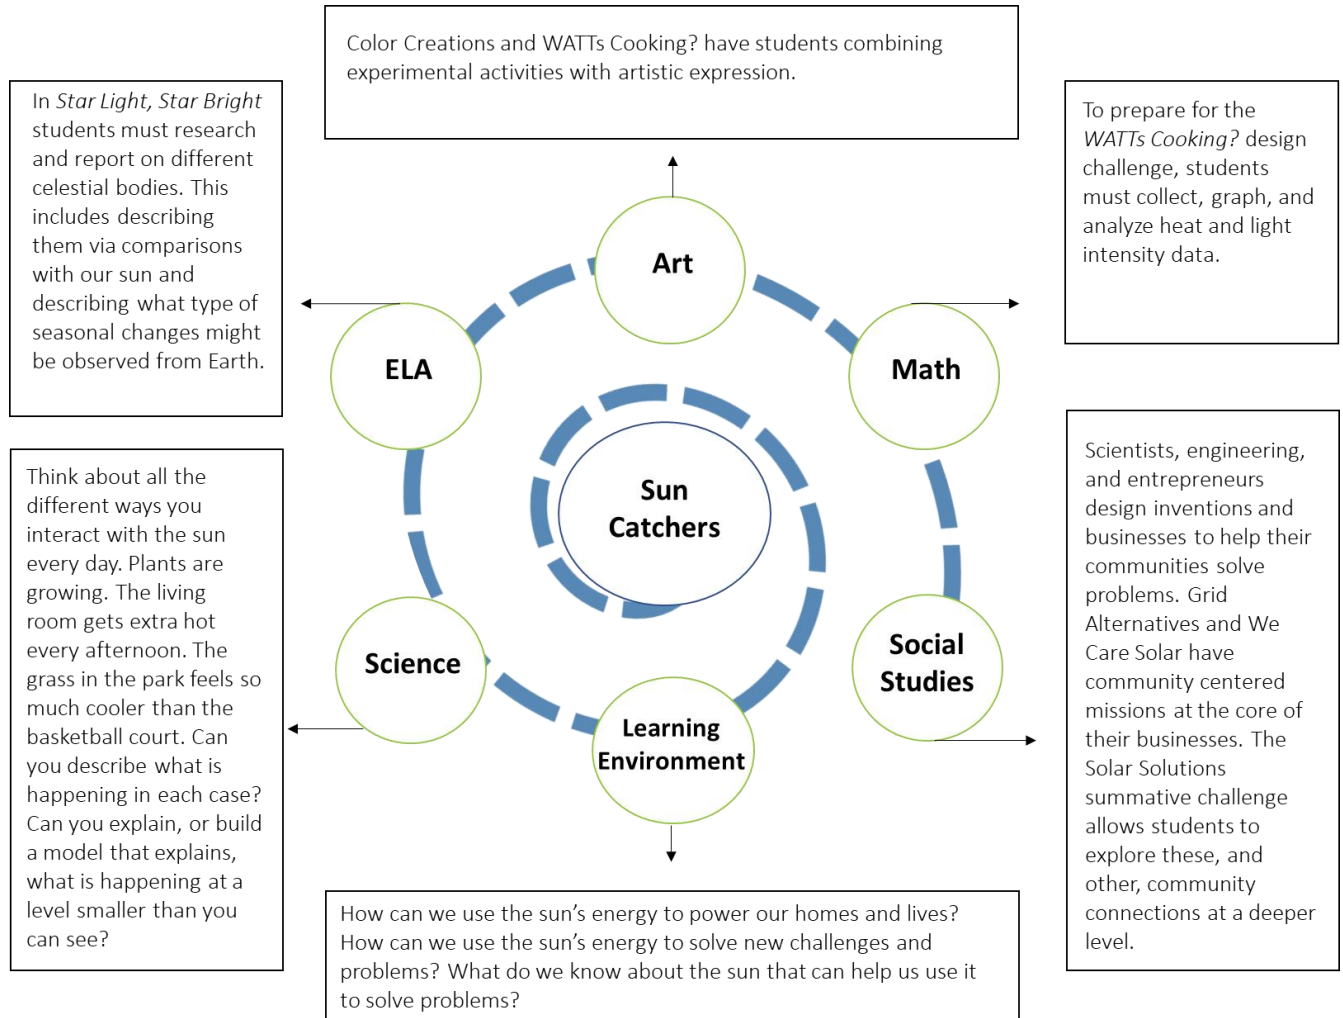 Color Creations and WATTs Cooking? have students combining
experimental activities with artistic expression.
In Star Light, Star Bright
students must research
and report on different
celestial bodies. This
includes describing
them via comparisons
with our sun and
describing what type of
seasonal changes might
be observed from Earth.
To prepare for the
WATTs Cooking? design
challenge, students
must collect, graph, and
analyze heat and light
intensity data.
Art
ELA
Math
Sun
Catchers
Science
Social
Studies
Learning
Environment
Think about all the
different ways you
interact with the sun
every day. Plants are
growing. The living
room gets extra hot
every afternoon. The
grass in the park feels so
much cooler than the
basketball court. Can
you describe what is
happening in each case?
Can you explain, or build
a model that explains,
what is happening at a
level smaller than you
can see?
Scientists, engineering,
and entrepreneurs
design inventions and
businesses to help their
communities solve
problems. Grid
Alternatives and We
Care Solar have
community centered
missions at the core of
their businesses. The
Solar Solutions
summative challenge
allows students to
explore these, and
other, community
connections at a deeper
level.
How can we use the sun’s energy to power our homes and lives?
How can we use the sun’s energy to solve new challenges and
problems? What do we know about the sun that can help us use it
to solve problems?